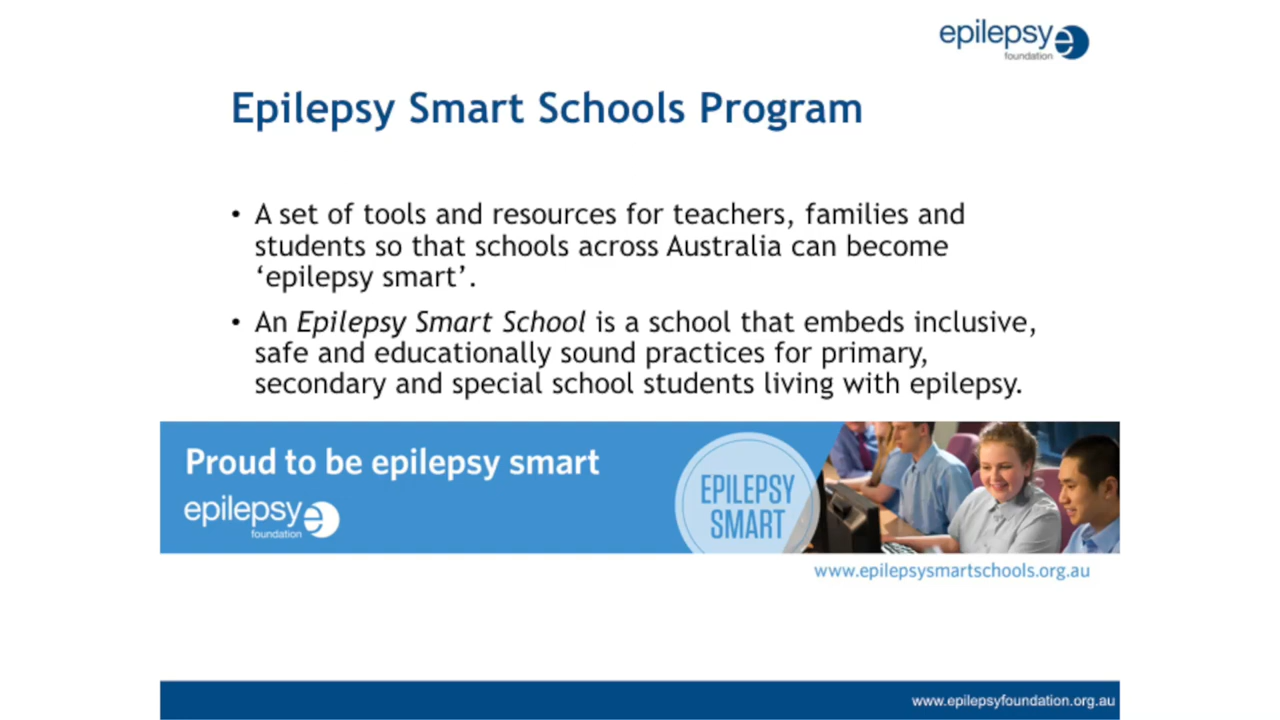 epilepsy
foundation
Epilepsy Smart Schools Program
• A set of tools and resources for teachers, families and
students so that schools across Australia can become
‘epilepsy smart’.
• An Epilepsy Smart School is a school that embeds inclusive,
safe and educationally sound practices for primary,
secondary and special school students living with epilepsy.
Proud to be epilepsy smart
epilepsy
foundation
EPILEPSY
SMART
www.epilepsysmartschools.org.au
www.epilepsyfoundation.org.au